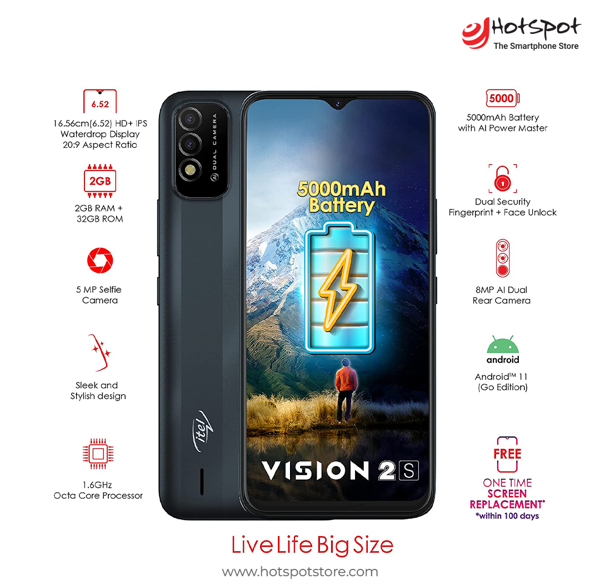 HOTSPOT
The Smartphone Store
6.52
16.56cm(6.52) HD+ IPS
Waterdrop Display
20:9 Aspect Ratio
2GB
2GB RAM +
32GB ROM
5 MP Selfie
Camera
Sleek and
Stylish design
1.6GHz
Octa Core Processor
AI DUAL CAMERA
itel
5000mAh
Battery
VISION 2 S
5000
5000mAh Battery
with AI Power Master
Dual Security
Fingerprint + Face Unlock
8MP AI Dual
Rear Camera
android
Android™ 11
(Go Edition)
FREE
ONE TIME
SCREEN
REPLACEMENT*
*within 100 days
Live Life Big Size
www.hotspotstore.com